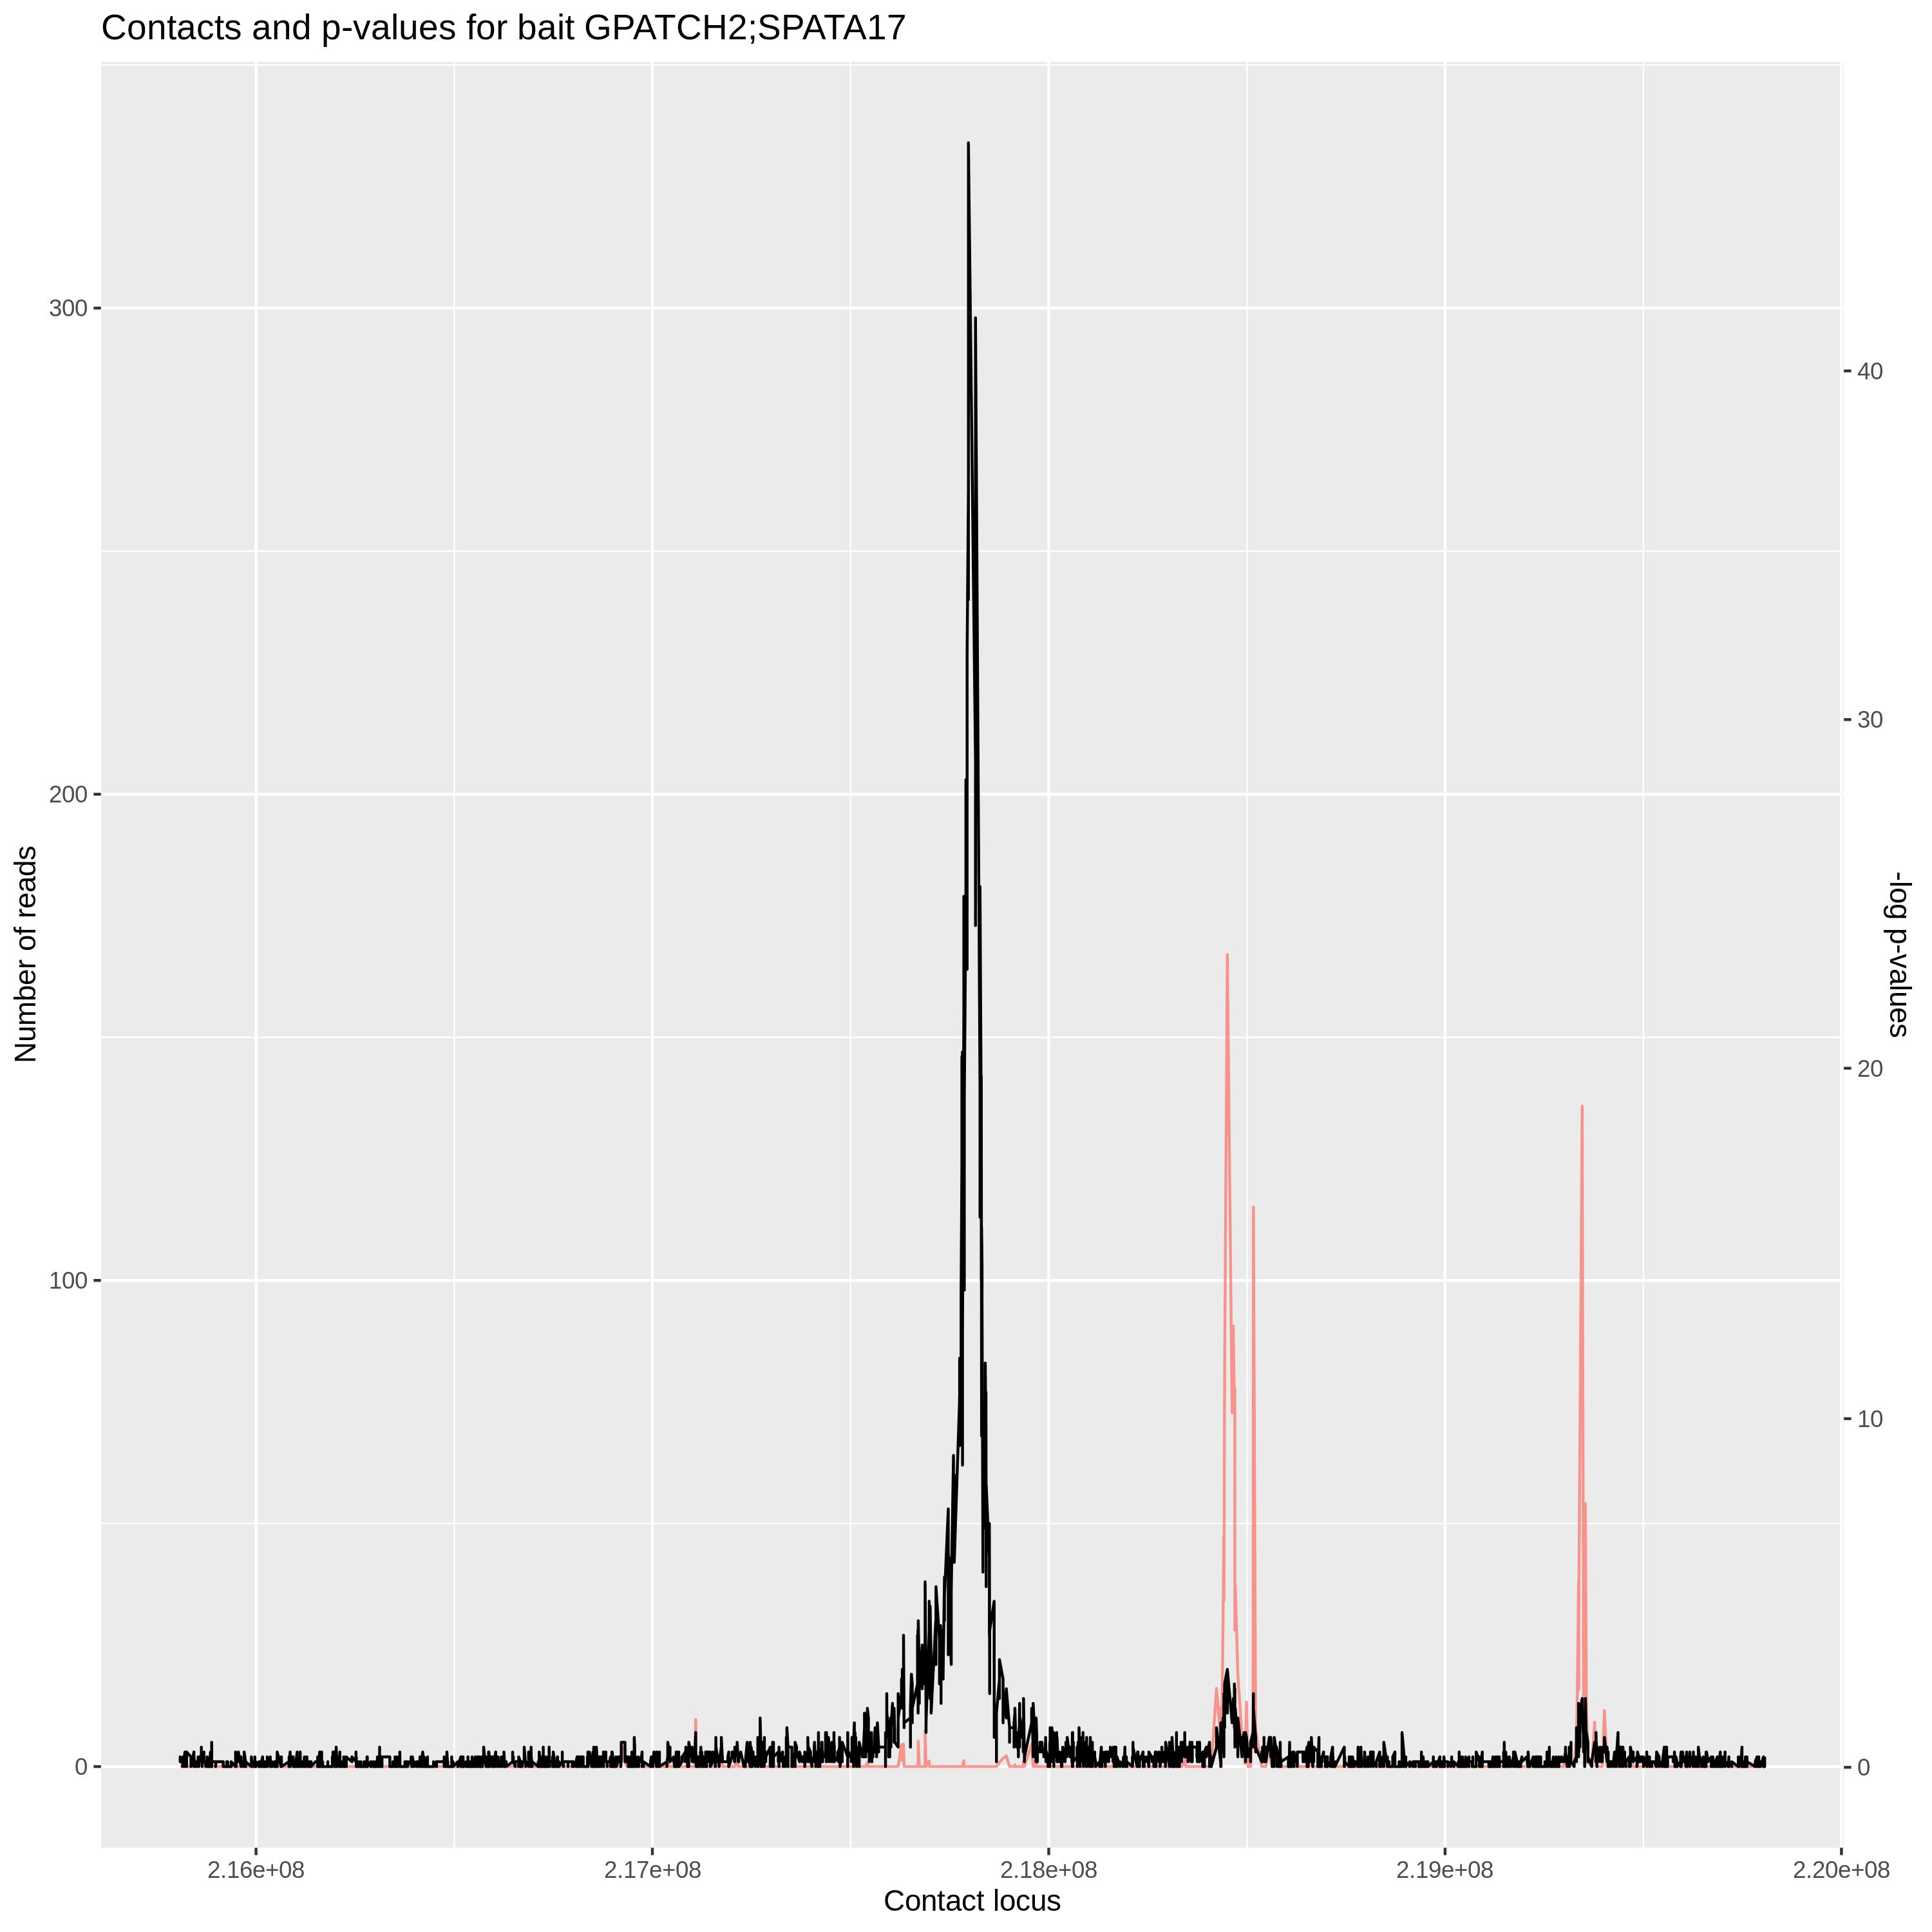 Contacts and p-values for bait GPATCH2;SPATA17
Number of reads
300
200
100
0
-log p-values
40
30
20
10
0
2.16e+08
2.17e+08
2.18e+08
2.19e+08
2.20e+08
Contact locus